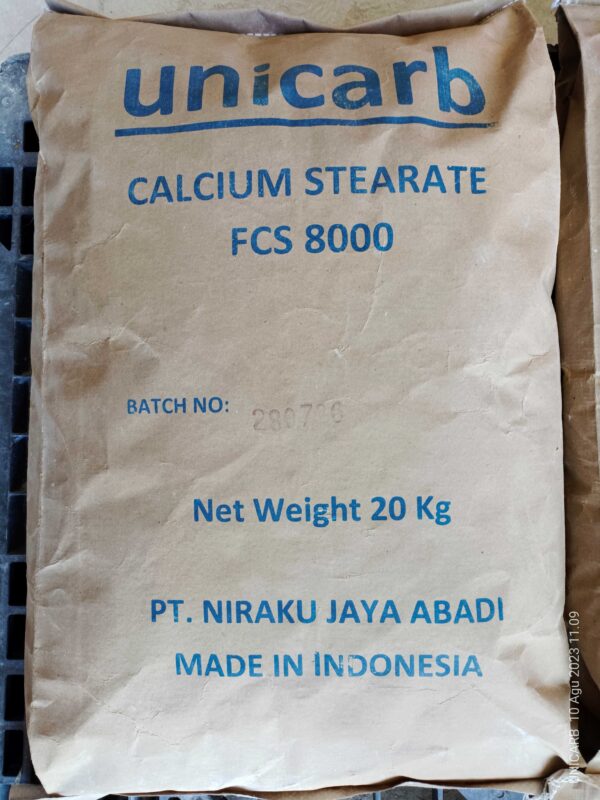 unicarb
CALCIUM STEARATE
FCS 8000
BATCH NO:
Net Weight 20 Kg
PT. NIRAKU JAYA ABADI
MADE IN INDONESIA
UNICARB 10 Agu 2023 11.09